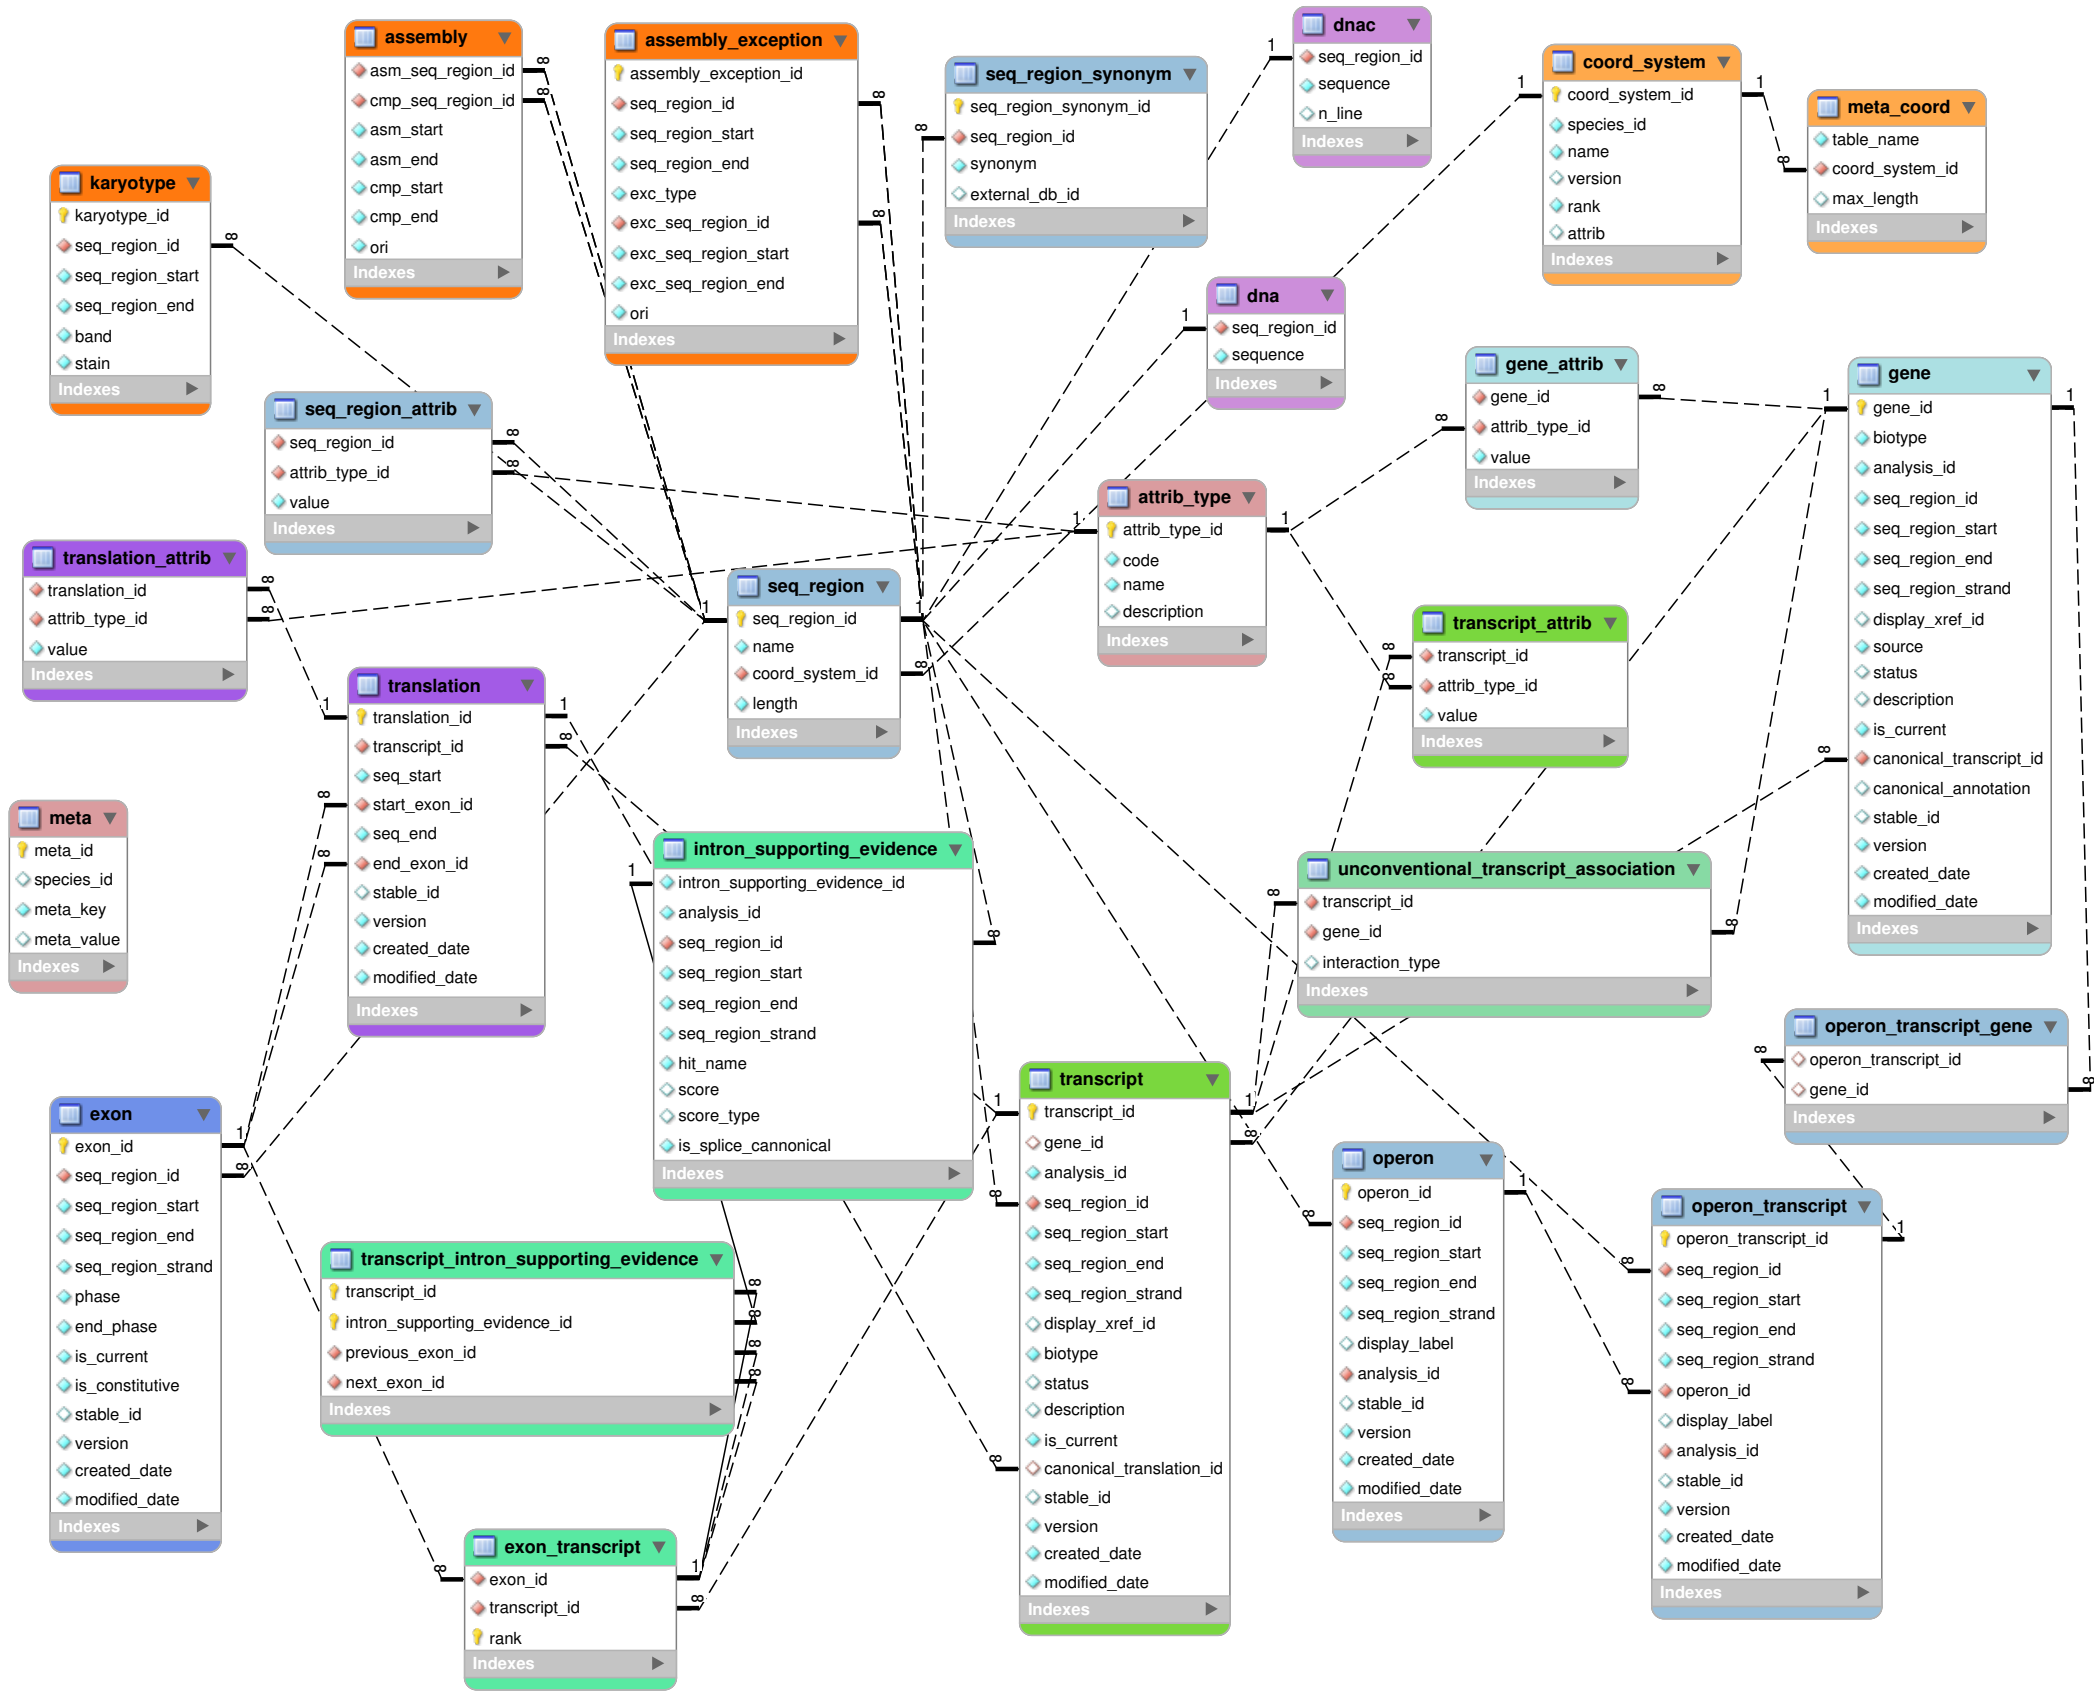 assembly
asm_seq_region_id
cmp_seq_region_id
asm_start
asm_end
cmp_start
cmp_end
ori
Indexes
assembly_exception
assembly_exception_id
seq_region_id
seq_region_start
seq_region_end
exc_type
exc_seq_region_id
exc_seq_region_start
exc_seq_region_end
ori
Indexes
seq_region_synonym
seq_region_synonym_id
seq_region_id
synonym
external_db_id
Indexes
dnac
seq_region_id
sequence
n_line
Indexes
coord_system
coord_system_id
species_id
name
version
rank
attrib
Indexes
meta_coord
table_name
coord_system_id
max_length
Indexes
karyotype
karyotype_id
seq_region_id
seq_region_start
seq_region_end
band
stain
Indexes
dna
seq_region_id
sequence
Indexes
seq_region_attrib
seq_region_id
attrib_type_id
value
Indexes
gene_attrib
gene_id
attrib_type_id
value
Indexes
gene
gene_id
biotype
analysis_id
seq_region_id
seq_region_start
seq_region_end
seq_region_strand
display_xref_id
source
status
description
is_current
canonical_transcript_id
canonical_annotation
stable_id
version
created_date
modified_date
Indexes
attrib_type
attrib_type_id
code
name
description
Indexes
translation_attrib
translation_id
attrib_type_id
value
Indexes
seq_region
seq_region_id
name
coord_system_id
length
Indexes
transcript_attrib
transcript_id
attrib_type_id
value
Indexes
translation
translation_id
transcript_id
seq_start
start_exon_id
seq_end
end_exon_id
stable_id
version
created_date
modified_date
Indexes
meta
meta_id
species_id
meta_key
meta_value
Indexes
intron_supporting_evidence
intron_supporting_evidence_id
analysis_id
seq_region_id
seq_region_start
seq_region_end
seq_region_strand
hit_name
score
score_type
is_splice_cannonical
Indexes
unconventional_transcript_association
transcript_id
gene_id
interaction_type
Indexes
operon_transcript_gene
operon_transcript_id
gene_id
Indexes
exon
exon_id
seq_region_id
seq_region_start
seq_region_end
seq_region_strand
phase
end_phase
is_current
is_constitutive
stable_id
version
created_date
modified_date
Indexes
transcript
transcript_id
gene_id
analysis_id
seq_region_id
seq_region_start
seq_region_end
seq_region_strand
display_xref_id
biotype
status
description
is_current
canonical_translation_id
stable_id
version
created_date
modified_date
Indexes
operon
operon_id
seq_region_id
seq_region_start
seq_region_end
seq_region_strand
display_label
analysis_id
stable_id
version
created_date
modified_date
Indexes
operon_transcript
operon_transcript_id
seq_region_id
seq_region_start
seq_region_end
seq_region_strand
operon_id
display_label
analysis_id
stable_id
version
created_date
modified_date
Indexes
transcript_intron_supporting_evidence
transcript_id
intron_supporting_evidence_id
previous_exon_id
next_exon_id
Indexes
exon_transcript
exon_id
transcript_id
rank
Indexes